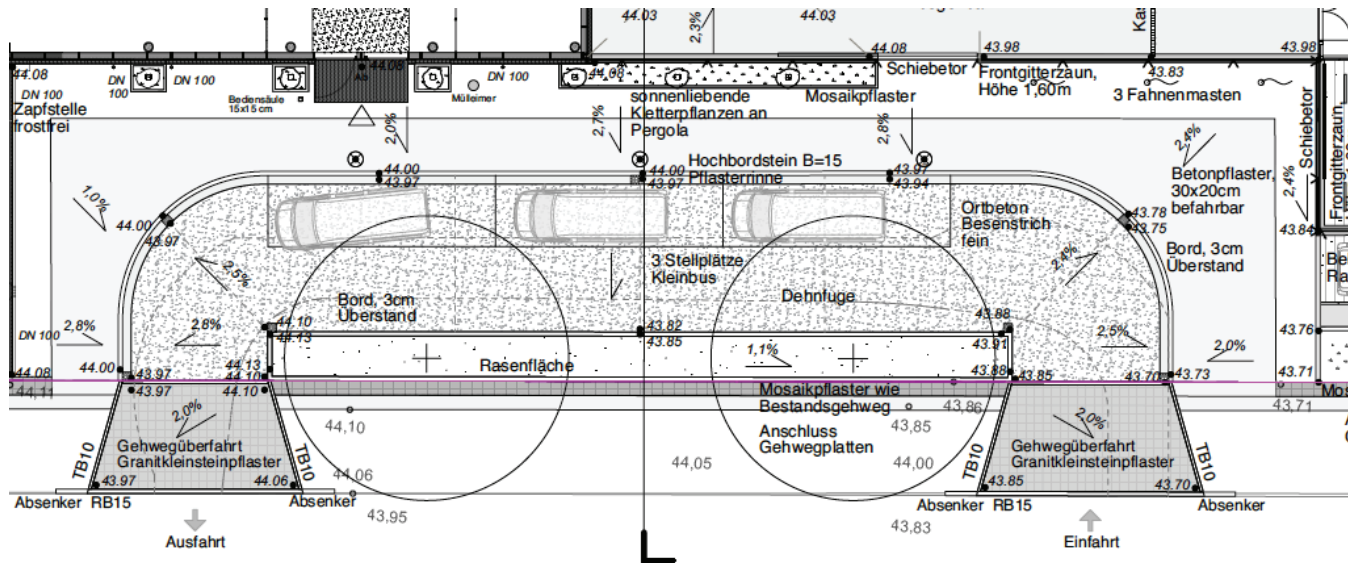 44.03
44.03
2,3%
44.08
43.98
43.98
44.08
44.08
44.08
DN 100
DN 100
DN 100
DN 100
Schiebetor
Frontgitterzaun,
Höhe 1,60m
43.83
3 Fahnenmasten
Zapfstelle
frostfrei
Bediensäule
15x15 cm
Mülleimer
sonnenliebende
Kletterpflanzen an
Pergola
Mosaikpflaster
Schiebetor
Frontgitterzaun,
2,0%
2,7%
2,8%
2,4%
2,4%
44.00
43.97
44.00
43.97
Hochbordstein B=15
Pflasterrinne
43.97
43.94
Betonpflaster,
30x20cm
befahrbar
1,0%
44.00
43.97
Ortbeton
Besenstrich
fein
43.78
43.75
43.84
Bord, 3cm
Überstand
2,5%
3 Stellplätze
Kleinbus
2,4%
Bord, 3cm
Überstand
Dehnfuge
DN 100
2,8%
2,8%
44.10
44.13
43.82
43.85
43.88
43.91
2,5%
2,0%
43.76
44.08
44.00
43.97
44.13
44.10
Rasenfläche
1,1%
43.88
43.85
43.70
43.73
43.71
44,11
43.97
44.10
Mosaikpflaster wie
Bestandsgehweg
43,86
43,85
43,71
2,0%
44,10
Anschluss
Gehwegplatten
2,0%
Gehwegüberfahrt
Granitkleinsteinpflaster
TB10
TB10
44,06
44,05
44,00
Gehwegüberfahrt
Granitkleinsteinpflaster
TB10
TB10
43.97
44.06
43.85
43.70
Absenker RB15
Absenker
43,95
43,83
Absenker RB15
Absenker
Ausfahrt
Einfahrt